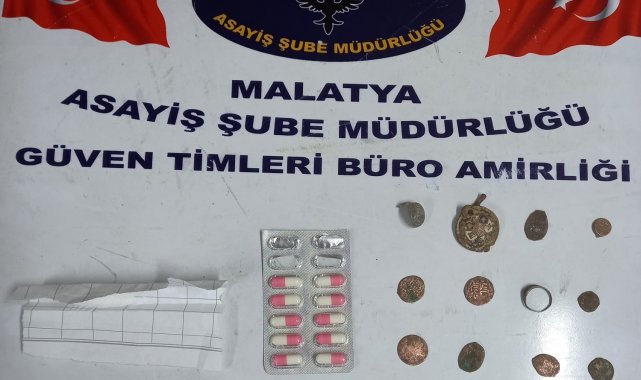 ASAYİŞ ŞUBE MÜDÜRLÜĞÜ
MALATYA
ASAYİŞ ŞUBE MÜDÜRLÜĞÜ
GÜVEN TİMLERİ BÜRO AMİRLİĞİ